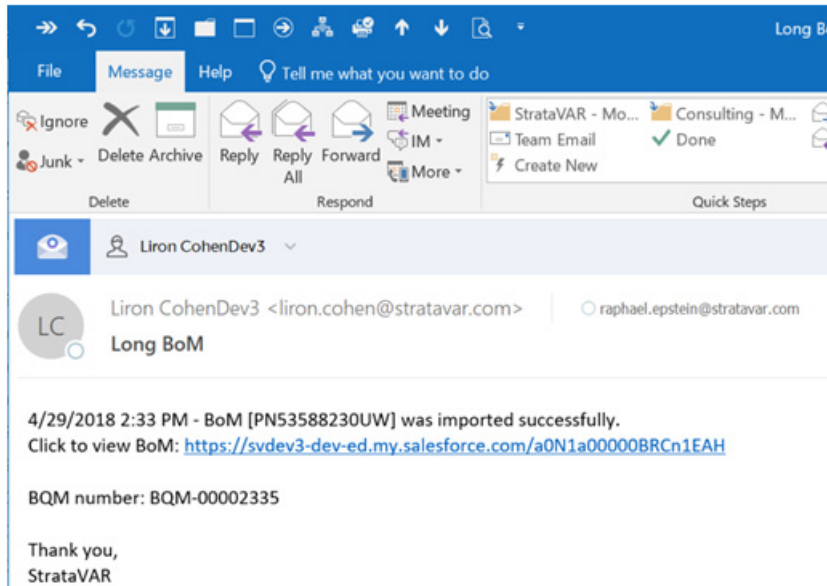 Long B
File Message Help Tell me what you want to do
Ignore
Junk
Delete Archive
Reply Reply All Forward
Meeting
IM
More
StrataVAR - Mo... Consulting - M...
Team Email Done
Create New
Delete Respond Quick Steps
Liron CohenDev3
LC
Liron CohenDev3 <liron.cohen@stratavar.com> raphael.epstein@stratavar.com
Long BoM
4/29/2018 2:33 PM - BoM [PN53588230UW] was imported successfully.
Click to view BoM: https://svdev3-dev-ed.my.salesforce.com/a0N1a00000BRCn1EAH
BQM number: BQM-00002335
Thank you,
StrataVAR